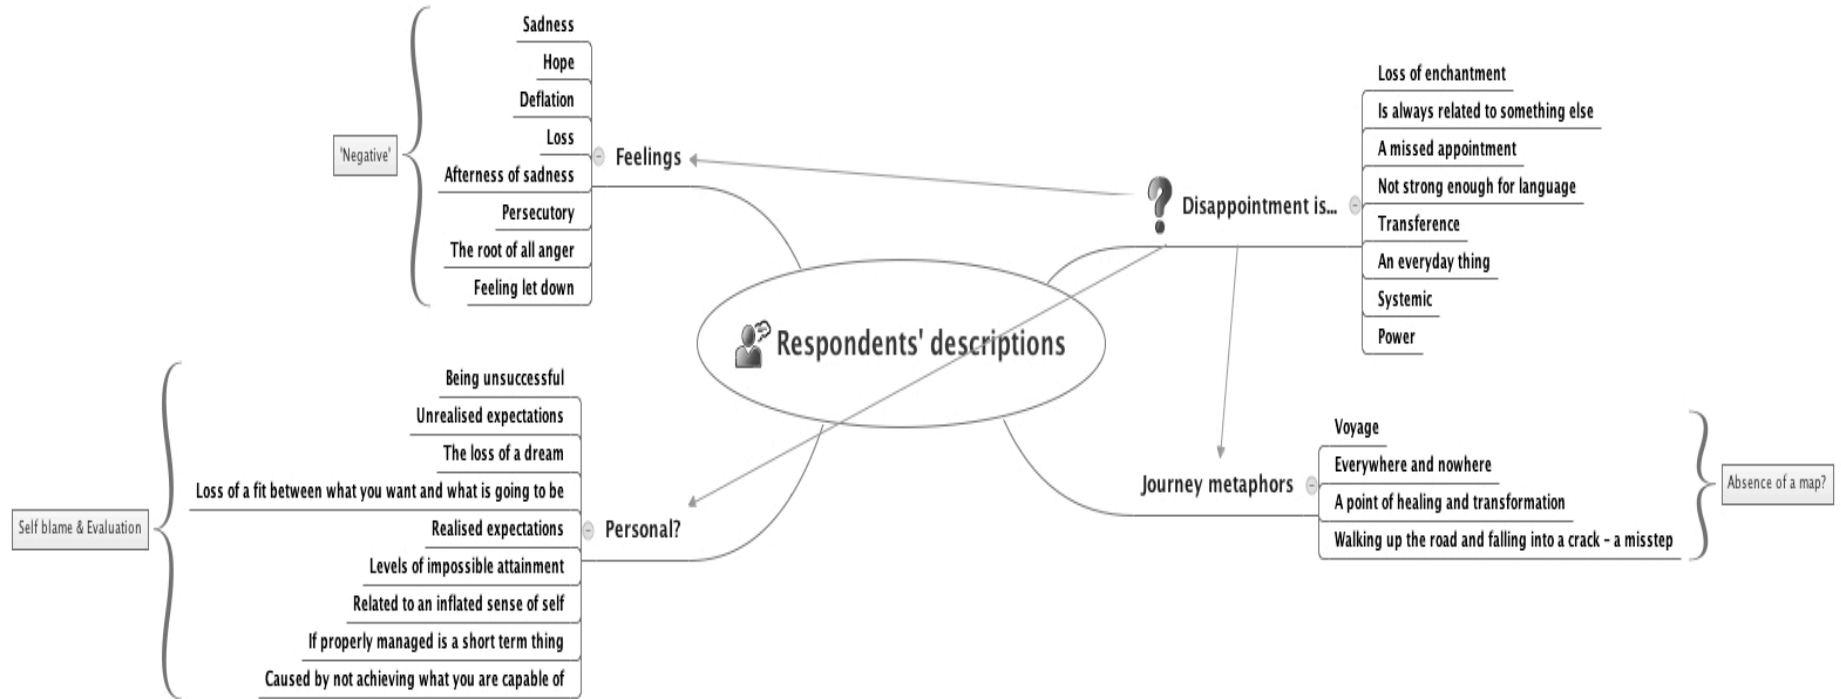 Respondents' descriptions
Feelings
Sadness
Hope
Deflation
Loss
Afterness of sadness
Persecutory
The root of all anger
Feeling let down
'Negative'
Disappointment is...
Loss of enchantment
Is always related to something else
A missed appointment
Not strong enough for language
Transference
An everyday thing
Systemic
Power
Personal?
Being unsuccessful
Unrealised expectations
The loss of a dream
Loss of a fit between what you want and what is going to be
Realised expectations
Levels of impossible attainment
Related to an inflated sense of self
If properly managed is a short term thing
Caused by not achieving what you are capable of
Self blame & Evaluation
Journey metaphors
Voyage
Everywhere and nowhere
A point of healing and transformation
Walking up the road and falling into a crack – a misstep
Absence of a map?